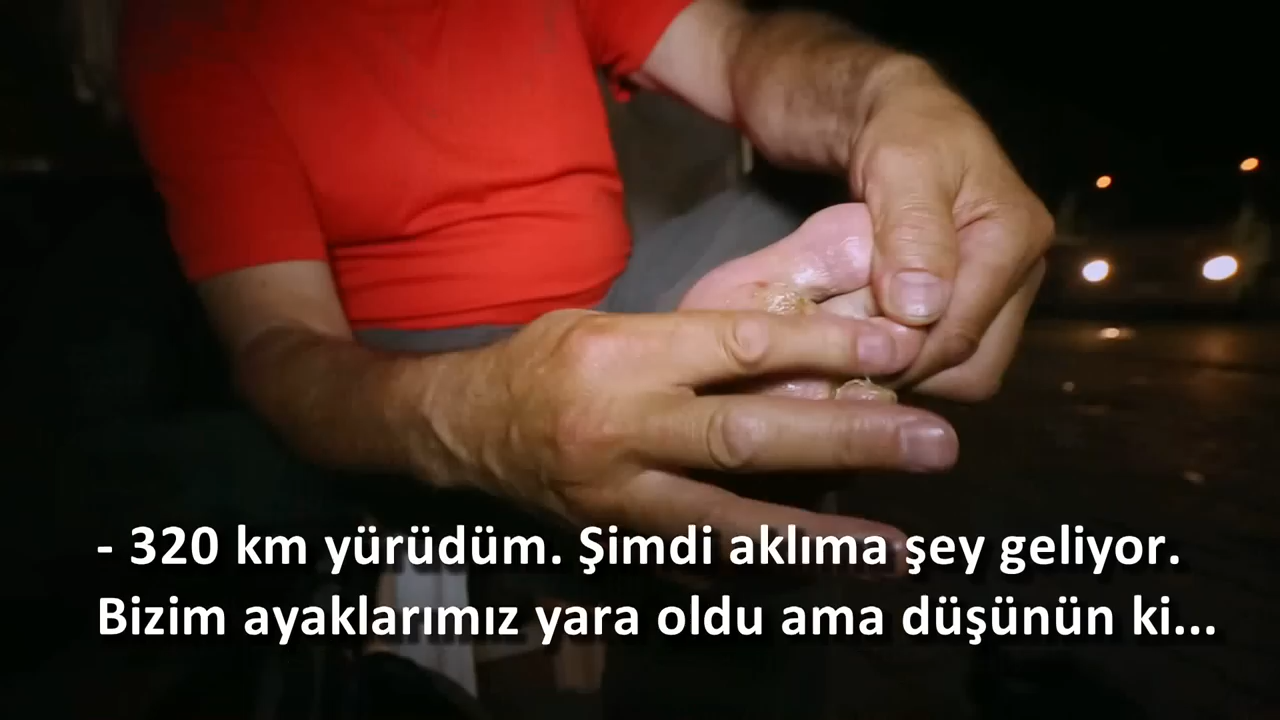 - 320 km yürüdüm. Şimdi aklıma şey geliyor.
Bizim ayaklarımız yara oldu ama düşünün ki...